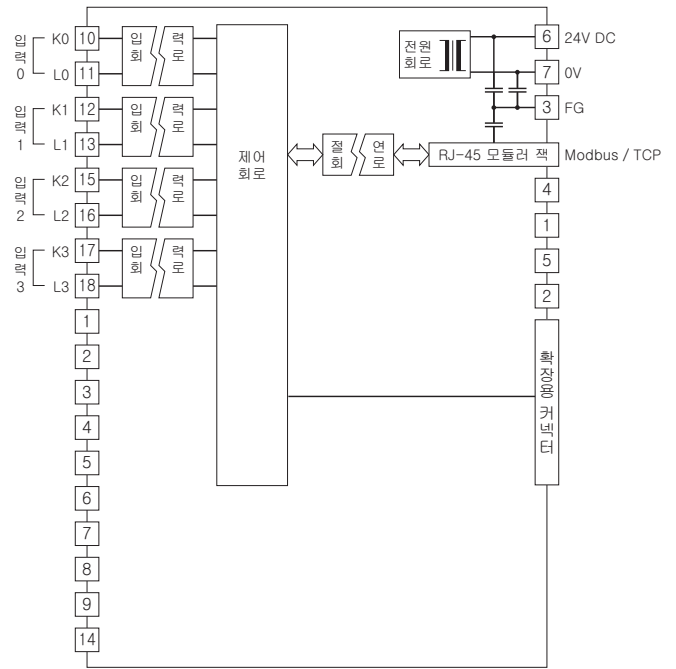 입력 0 K0 10 입력 회로
L0 11
입력 1 K1 12 입력 회로
L1 13
입력 2 K2 15 입력 회로
L2 16
입력 3 K3 17 입력 회로
L3 18
1
2
3
4
5
6
7
8
9
14
제어
회로
절연
회로
전원
회로
6 24V DC
7 0V
3 FG
RJ-45 모듈러 잭 Modbus / TCP
4
1
5
2
확장용 커넥터